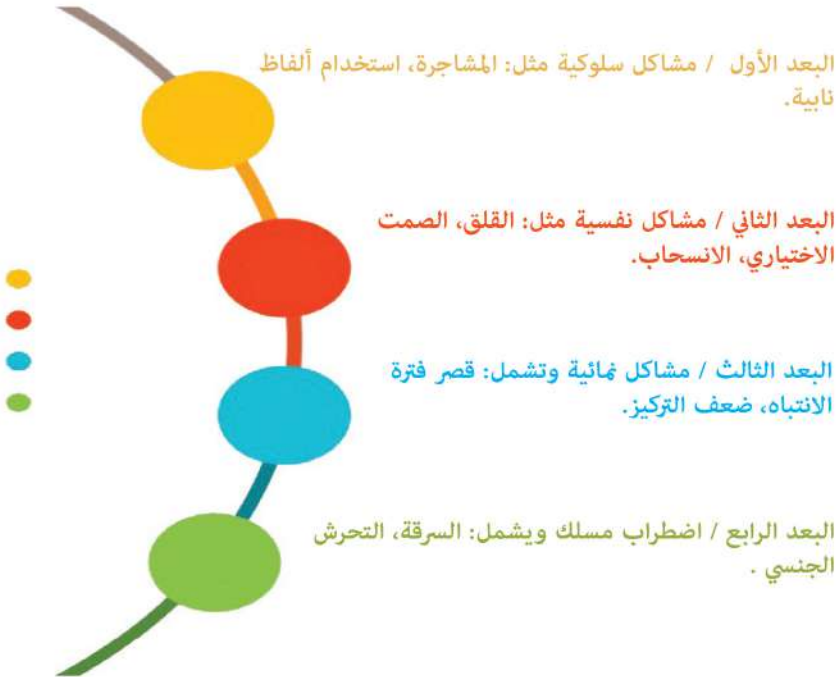 البعد الأول / مشاكل سلوكية مثل: المشاجرة، استخدام ألفاظ
نابية.
البعد الثاني / مشاكل نفسية مثل: القلق، الصمت
الاختياري، الانسحاب.
البعد الثالث / مشاكل نمائية وتشمل: قصر فترة
الانتباه، ضعف التركيز.
البعد الرابع / اضطراب مسلك ويشمل: السرقة، التحرش
الجنسي .